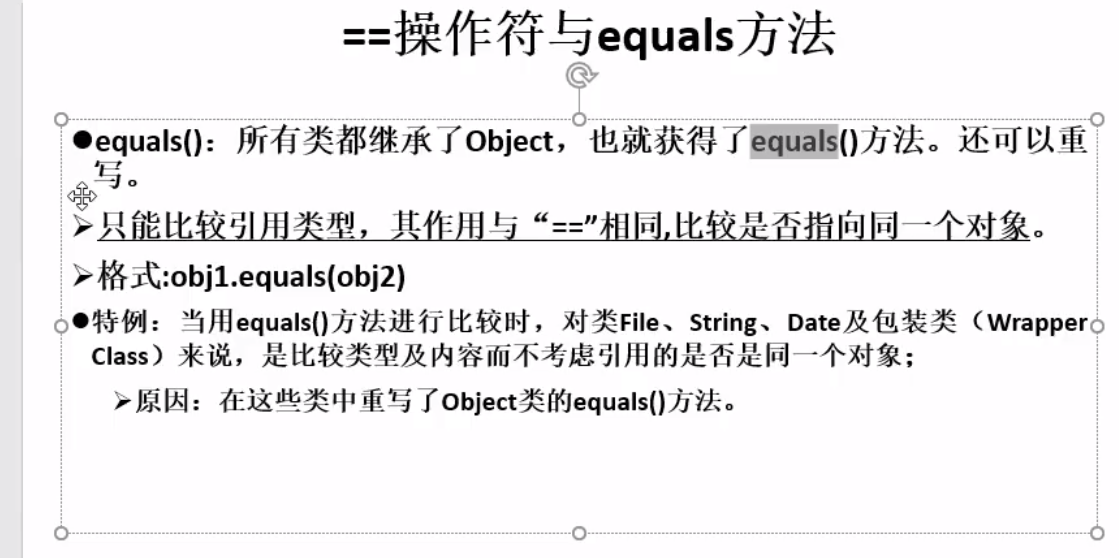 ==操作符与equals方法
●equals()：所有类都继承了Object，也就获得了equals()方法。还可以重
写。
➢只能比较引用类型，其作用与“==”相同,比较是否指向同一个对象。
➢格式:obj1.equals(obj2)
●特例：当用equals()方法进行比较时，对类File、String、Date及包装类（Wrapper
Class）来说，是比较类型及内容而不考虑引用的是否是同一个对象；
➢原因：在这些类中重写了Object类的equals()方法。